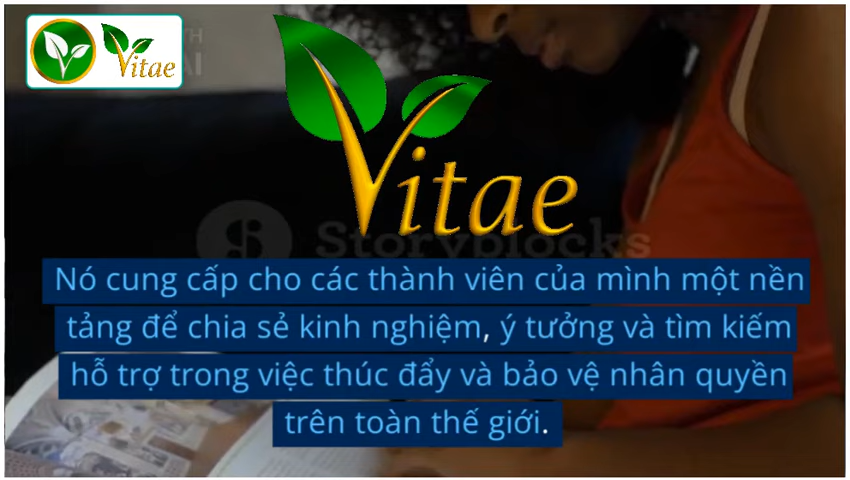 Vitae
Vitae
Storyblocks
Nó cung cấp cho các thành viên của mình một nền
tảng để chia sẻ kinh nghiệm, ý tưởng và tìm kiếm
hỗ trợ trong việc thúc đẩy và bảo vệ nhân quyền
trên toàn thế giới.